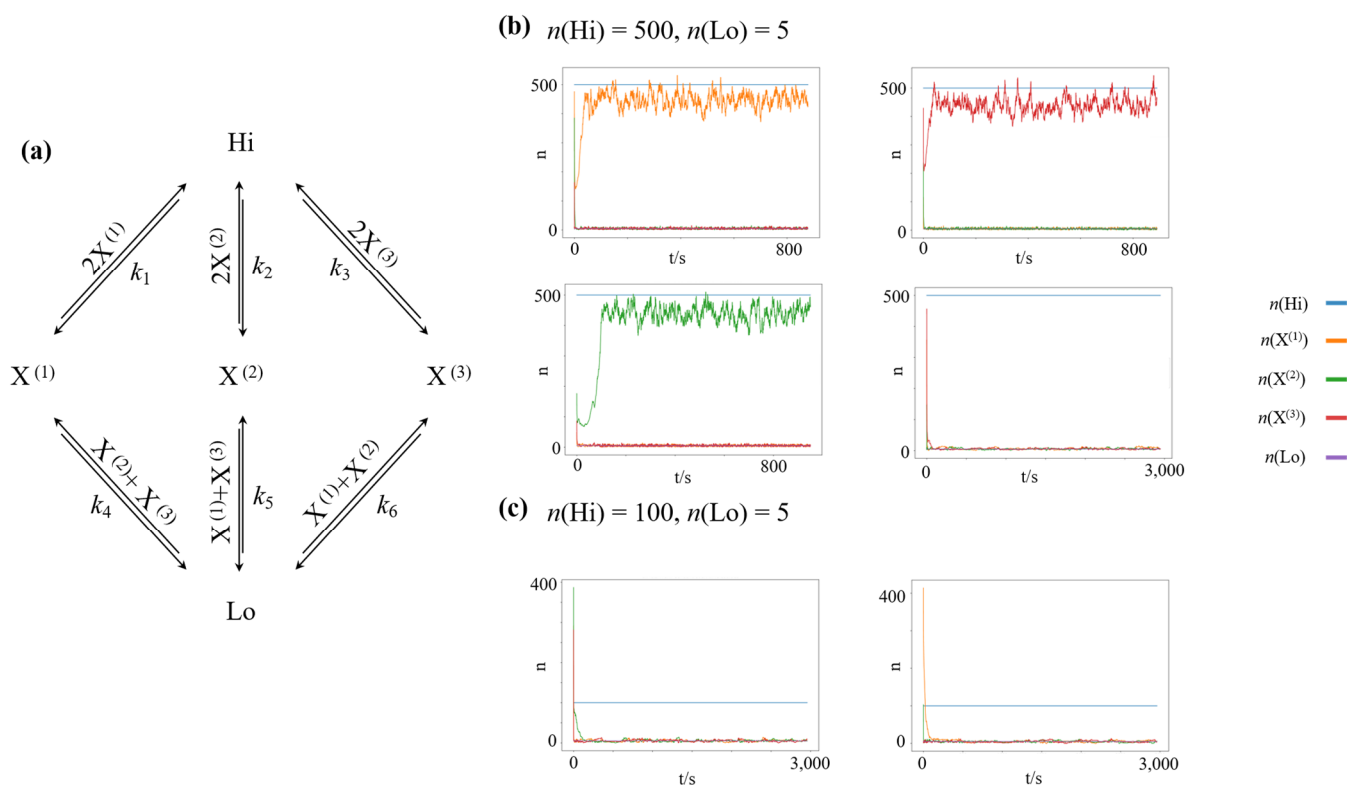 (a)
Hi
2X⁽¹⁾
k₁
2X⁽²⁾
k₂
2X⁽³⁾
k₃
X⁽¹⁾
X⁽²⁾
X⁽³⁾
X⁽²⁾+X⁽³⁾
k₄
X⁽¹⁾+X⁽³⁾
k₅
X⁽¹⁾+X⁽²⁾
k₆
Lo
(b) n(Hi) = 500, n(Lo) = 5
500
n
0
0
800
t/s
500
n
0
0
800
t/s
500
n
0
0
800
t/s
500
n
0
0
3,000
t/s
n(Hi)
n(X⁽¹⁾)
n(X⁽²⁾)
n(X⁽³⁾)
n(Lo)
(c) n(Hi) = 100, n(Lo) = 5
400
n
0
0
3,000
t/s
400
n
0
0
3,000
t/s